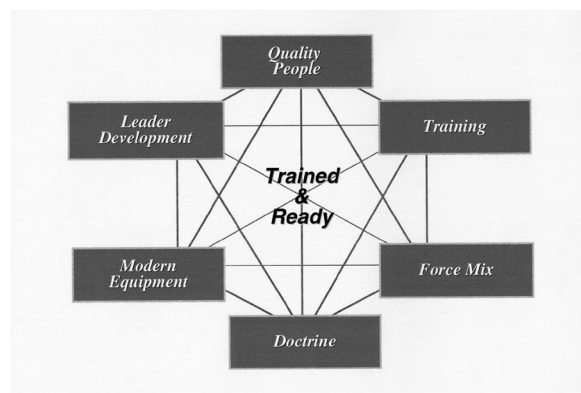 Quality
People
Leader
Development
Training
Trained
&
Ready
Modern
Equipment
Force Mix
Doctrine